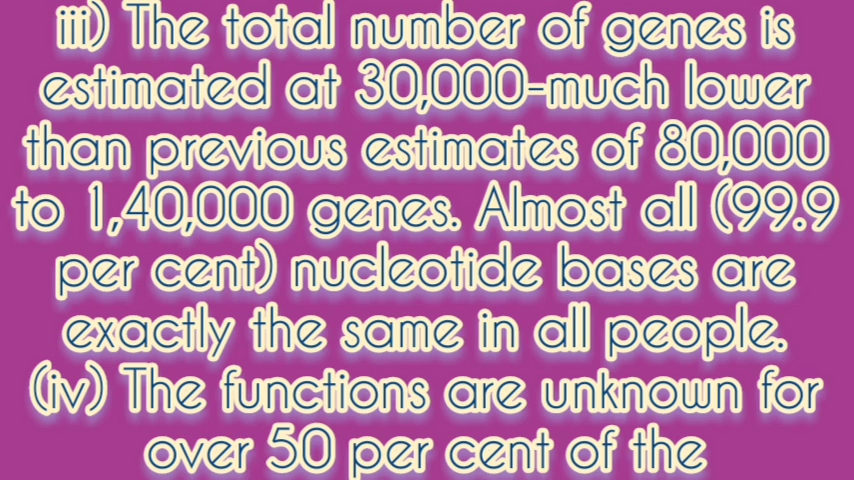 iii) The total number of genes is
estimated at 30,000-much lower
than previous estimates of 80,000
to 1,40,000 genes. Almost all (99.9
per cent) nucleotide bases are
exactly the same in all people.
(iv) The functions are unknown for
over 50 per cent of the